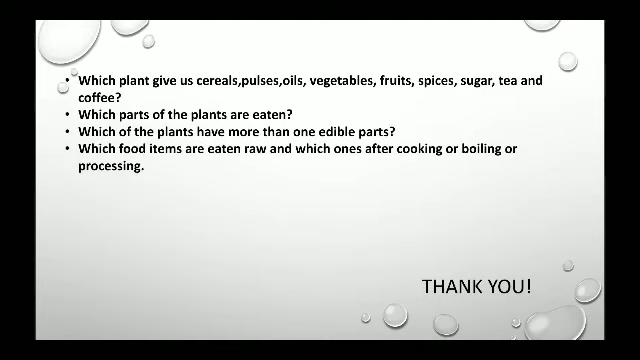 • Which plant give us cereals,pulses,oils, vegetables, fruits, spices, sugar, tea and
coffee?
• Which parts of the plants are eaten?
• Which of the plants have more than one edible parts?
• Which food items are eaten raw and which ones after cooking or boiling or
processing.
THANK YOU!